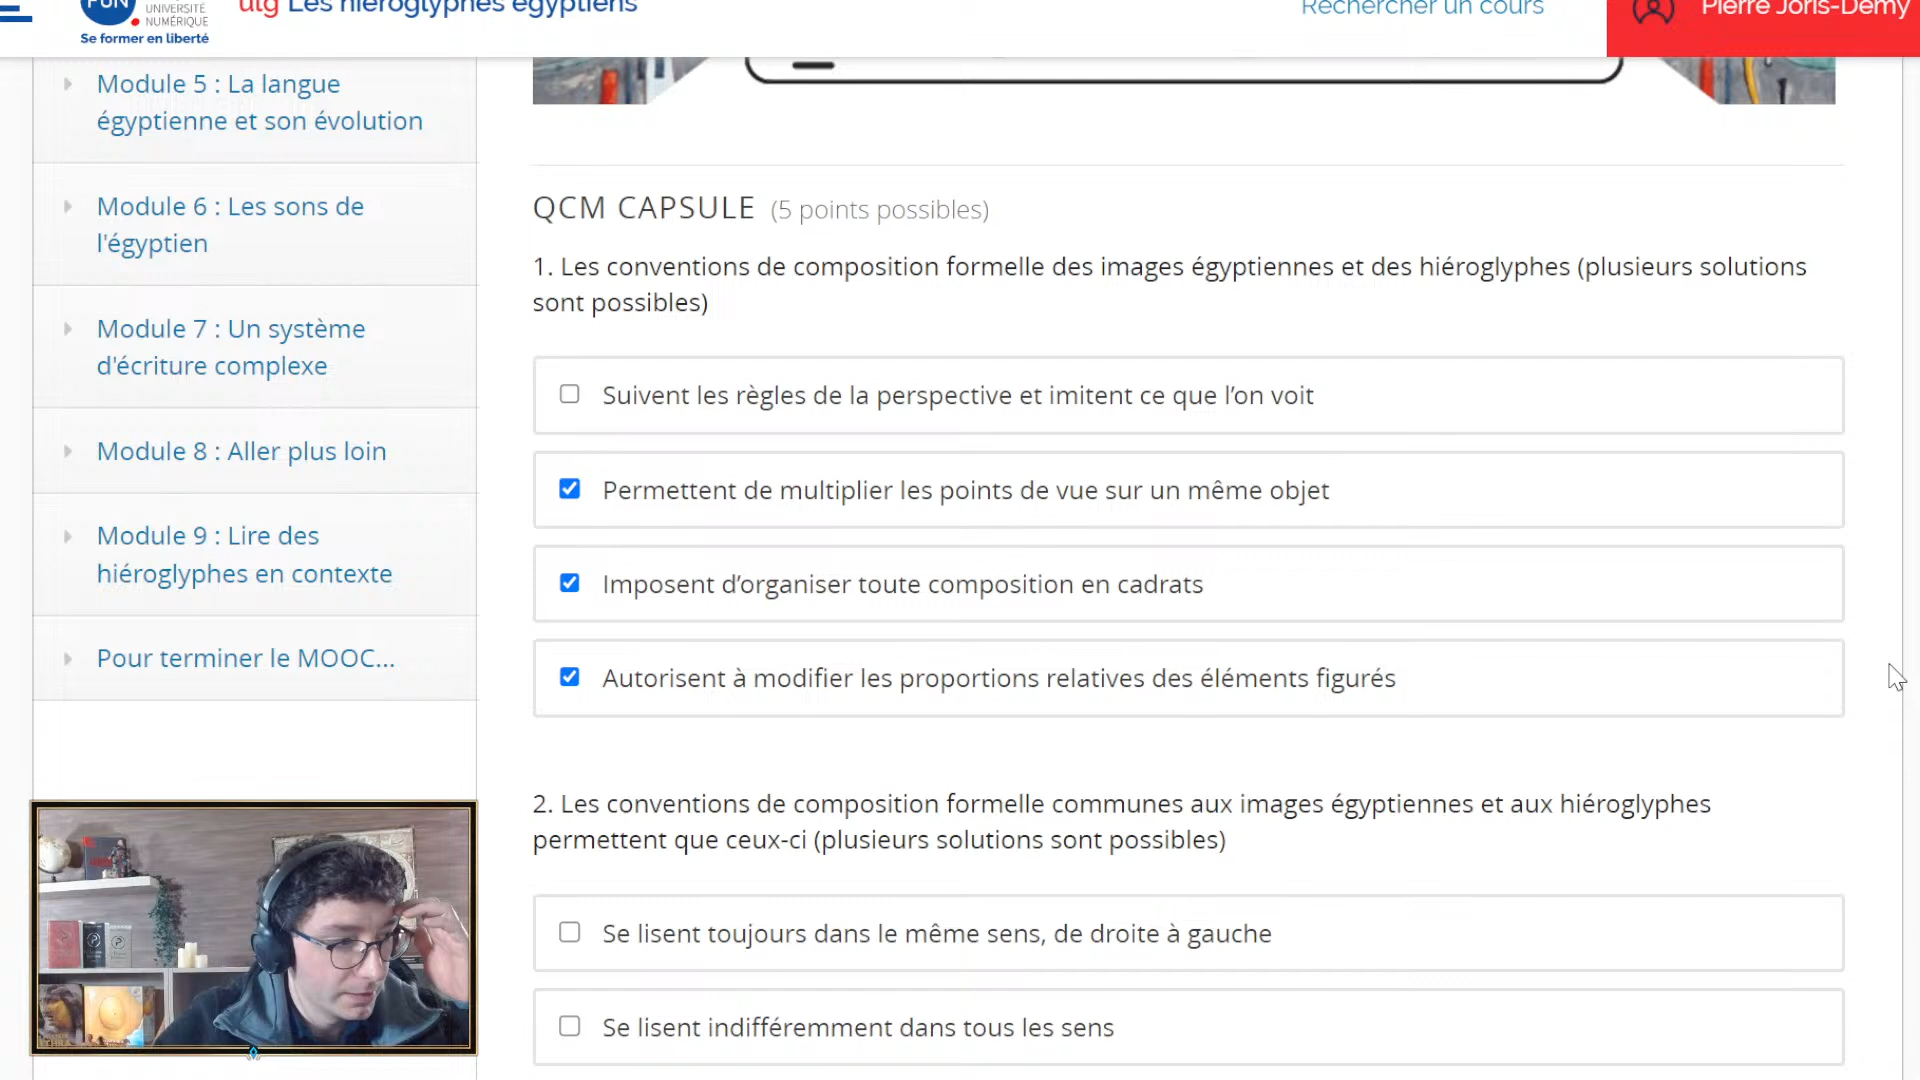 FUN
UNIVERSITÉ
NUMÉRIQUE
Se former en liberté
ulg Les hiéroglyphes égyptiens
Rechercher un cours
Pierre Joris-Demy
Module 5 : La langue
égyptienne et son évolution
Module 6 : Les sons de
l'égyptien
Module 7 : Un système
d'écriture complexe
Module 8 : Aller plus loin
Module 9 : Lire des
hiéroglyphes en contexte
Pour terminer le MOOC...
QCM CAPSULE (5 points possibles)
1. Les conventions de composition formelle des images égyptiennes et des hiéroglyphes (plusieurs solutions
sont possibles)
Suivent les règles de la perspective et imitent ce que l’on voit
Permettent de multiplier les points de vue sur un même objet
Imposent d’organiser toute composition en cadrats
Autorisent à modifier les proportions relatives des éléments figurés
2. Les conventions de composition formelle communes aux images égyptiennes et aux hiéroglyphes
permettent que ceux-ci (plusieurs solutions sont possibles)
Se lisent toujours dans le même sens, de droite à gauche
Se lisent indifféremment dans tous les sens